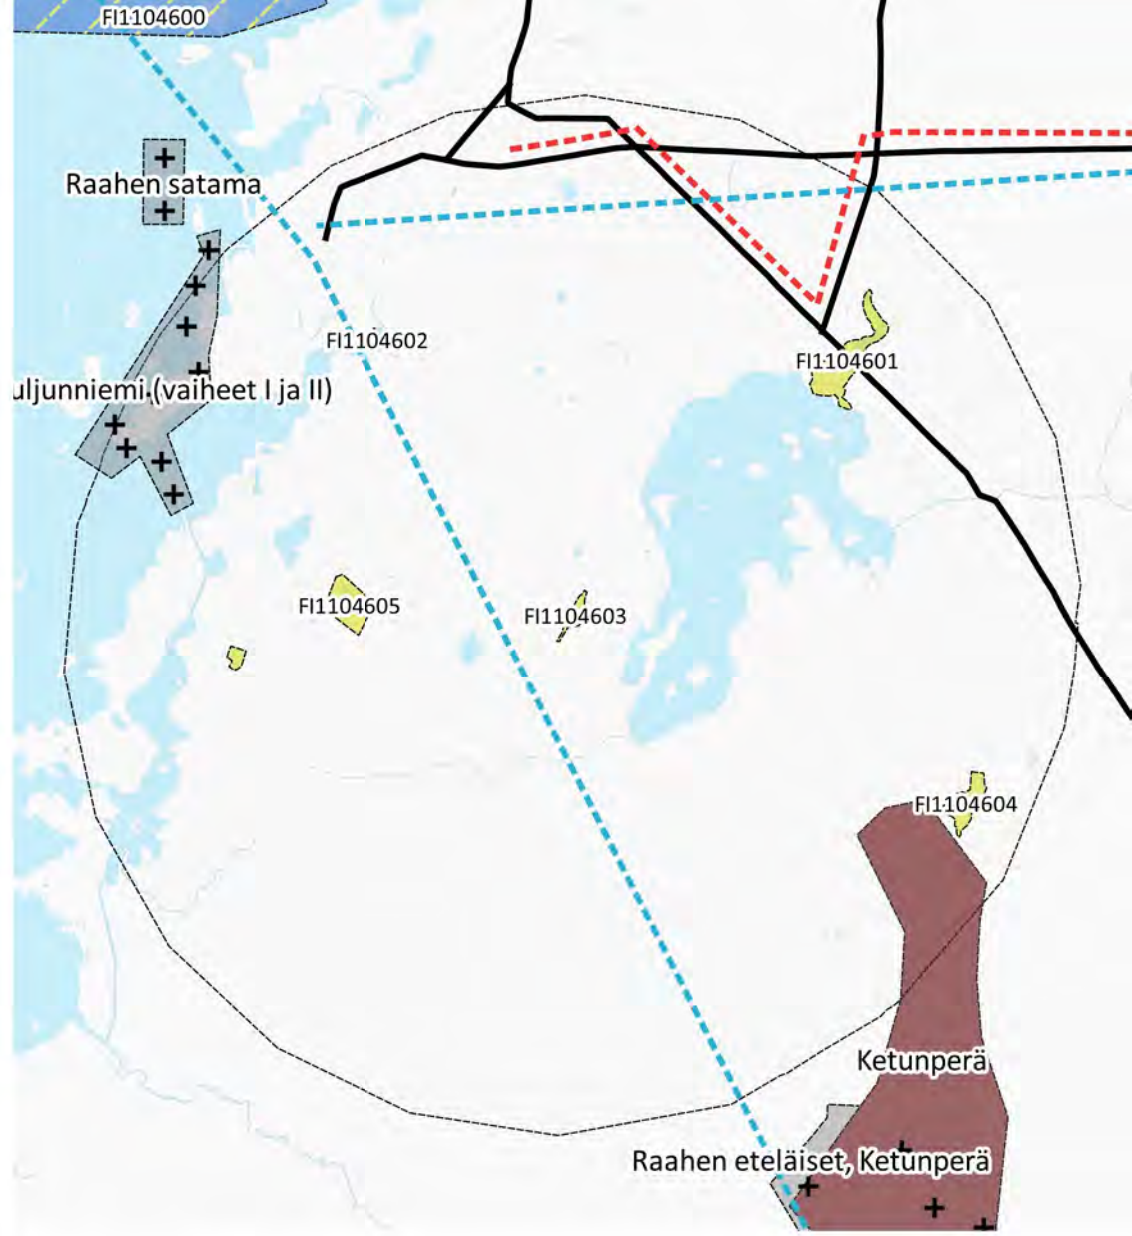 FI1104600
Raahen satama
FI1104602
FI1104601
uljunniemi (vaiheet I ja II)
FI1104605
FI1104603
FI1104604
Ketunperä
Raahen eteläiset, Ketunperä